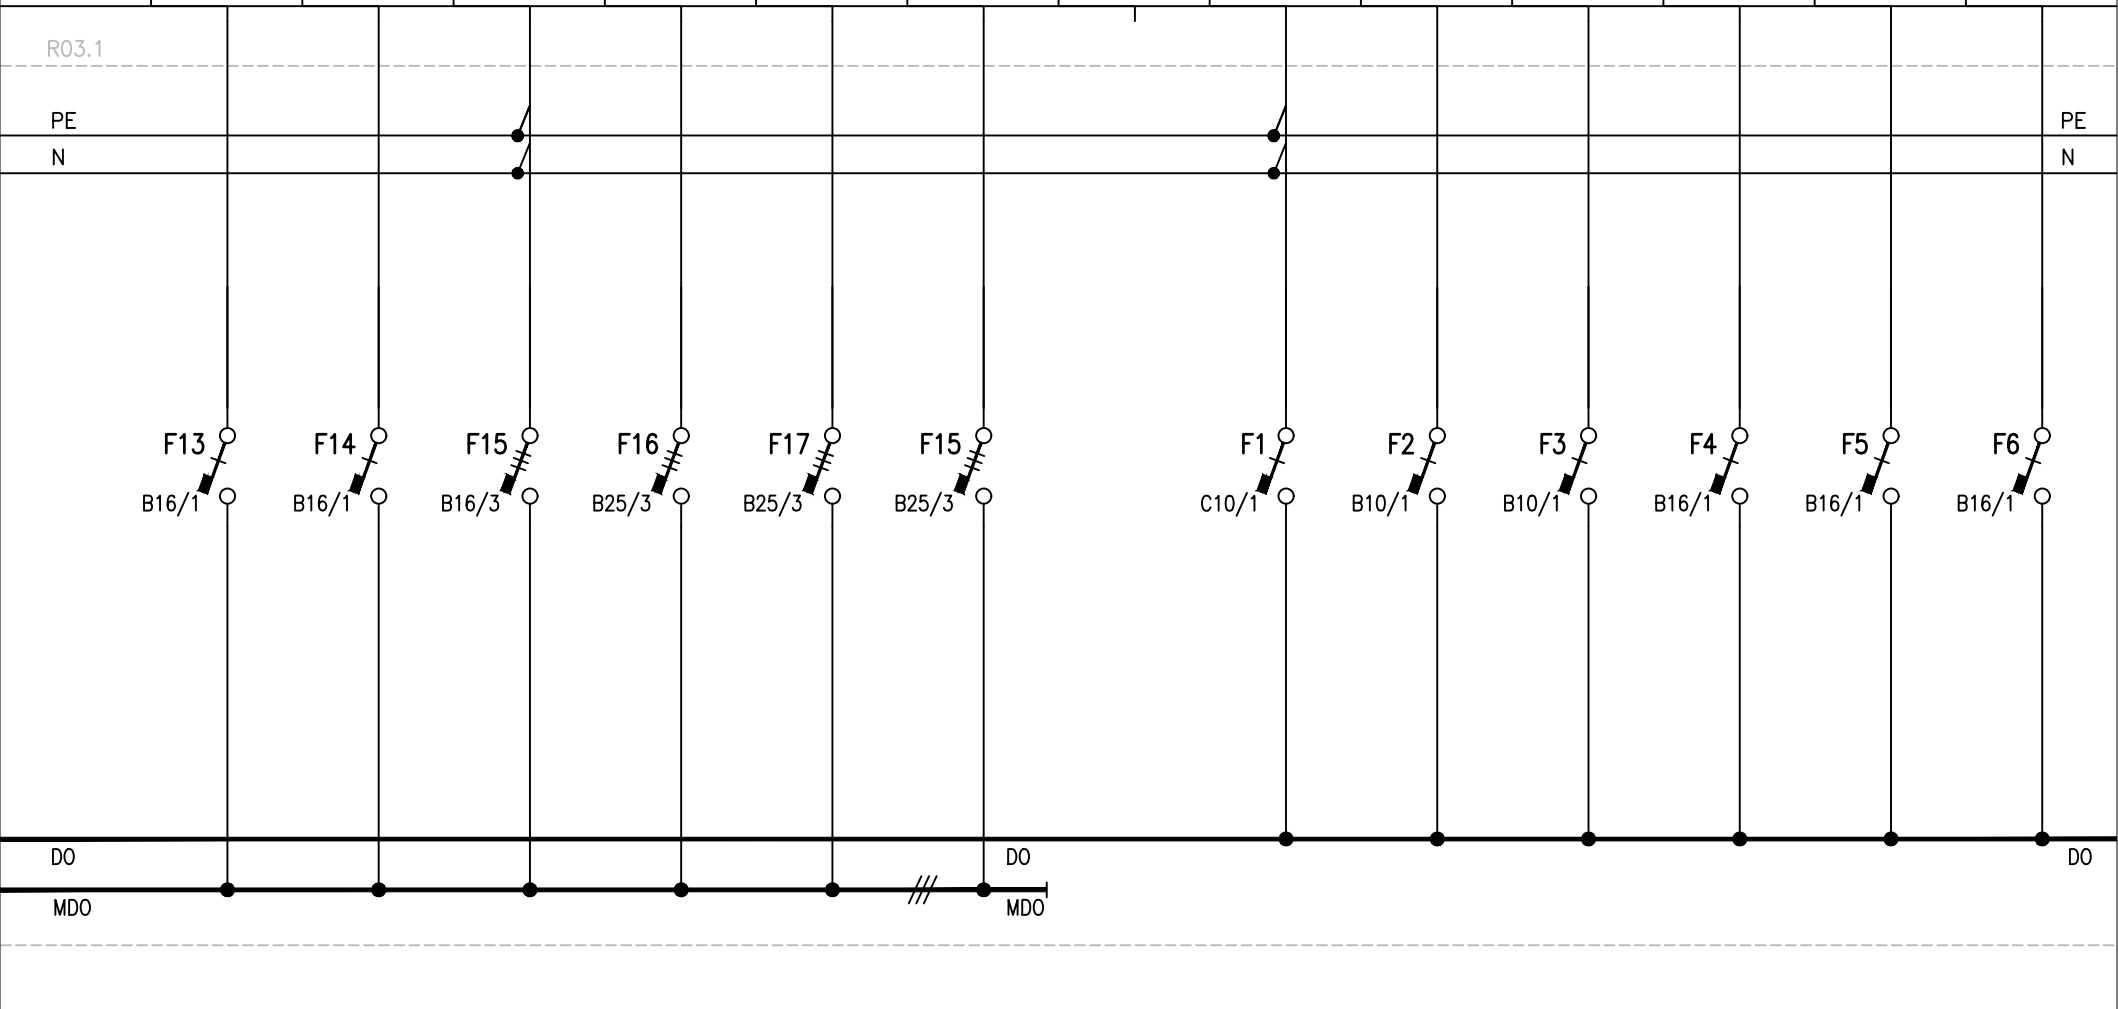 R03.1
PE PE
N N
F13 F14 F15 F16 F17 F15 F1 F2 F3 F4 F5 F6
B16/1 B16/1 B16/3 B25/3 B25/3 B25/3 C10/1 B10/1 B10/1 B16/1 B16/1 B16/1
DO DO DO
MDO MDO